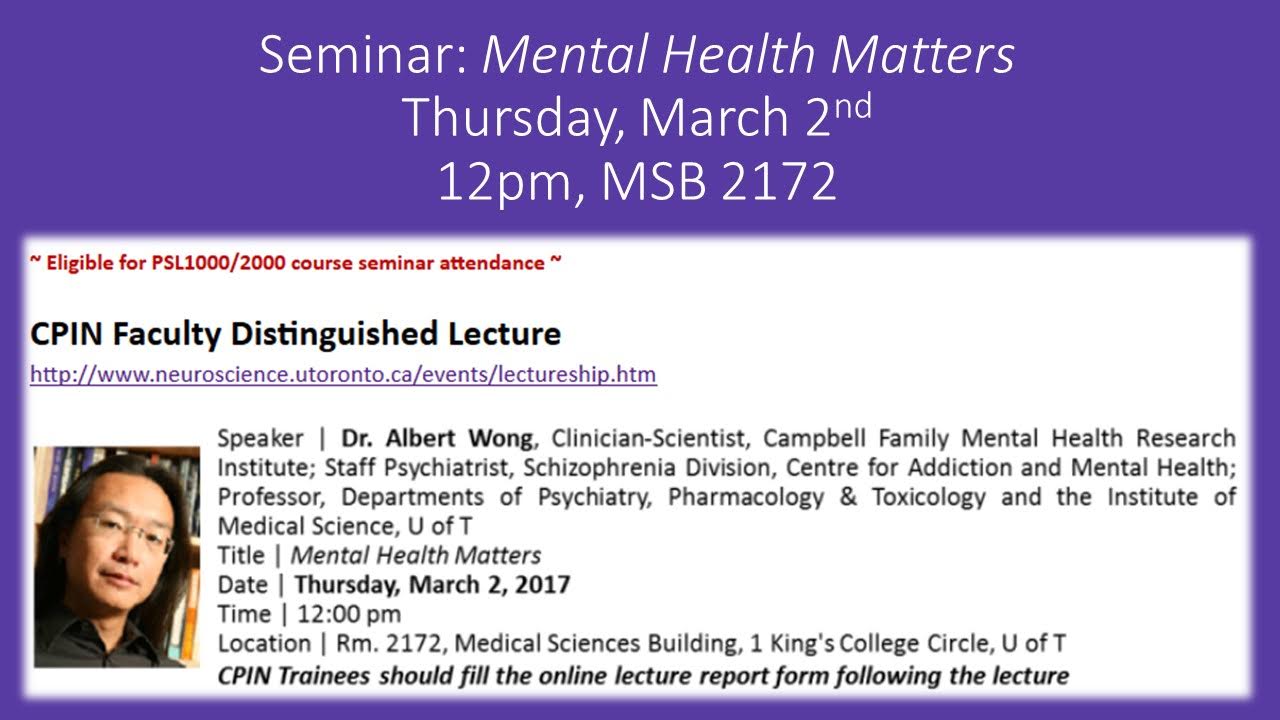 Seminar: Mental Health Matters
Thursday, March 2nd
12pm, MSB 2172
~ Eligible for PSL1000/2000 course seminar attendance ~
CPIN Faculty Distinguished Lecture
http://www.neuroscience.utoronto.ca/events/lectureship.htm
Speaker | Dr. Albert Wong, Clinician-Scientist, Campbell Family Mental Health Research
Institute; Staff Psychiatrist, Schizophrenia Division, Centre for Addiction and Mental Health;
Professor, Departments of Psychiatry, Pharmacology & Toxicology and the Institute of
Medical Science, U of T
Title | Mental Health Matters
Date | Thursday, March 2, 2017
Time | 12:00 pm
Location | Rm. 2172, Medical Sciences Building, 1 King's College Circle, U of T
CPIN Trainees should fill the online lecture report form following the lecture